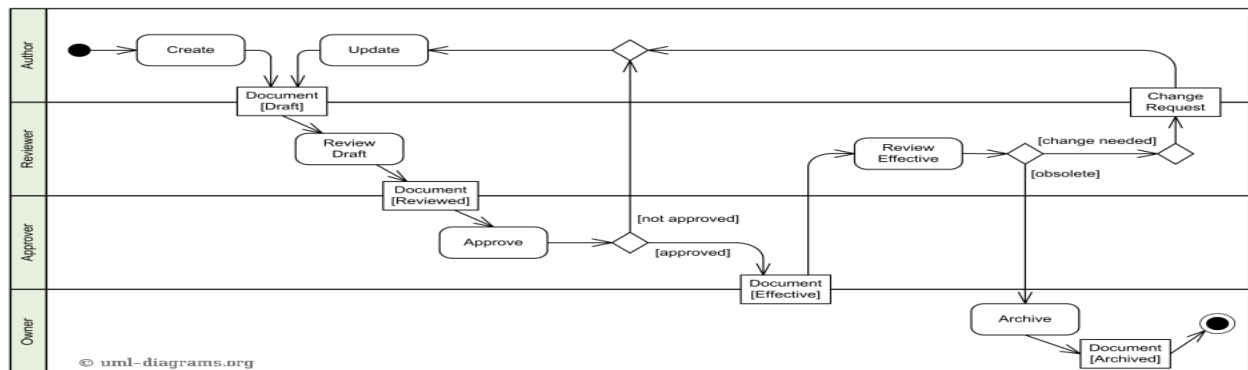 Author
Create
Update
Document
[Draft]
Change
Request
Reviewer
Review
Draft
Document
[Reviewed]
Review
Effective
[change needed]
[obsolete]
Approver
Approve
[not approved]
[approved]
Document
[Effective]
Owner
Archive
Document
[Archived]
© uml-diagrams.org